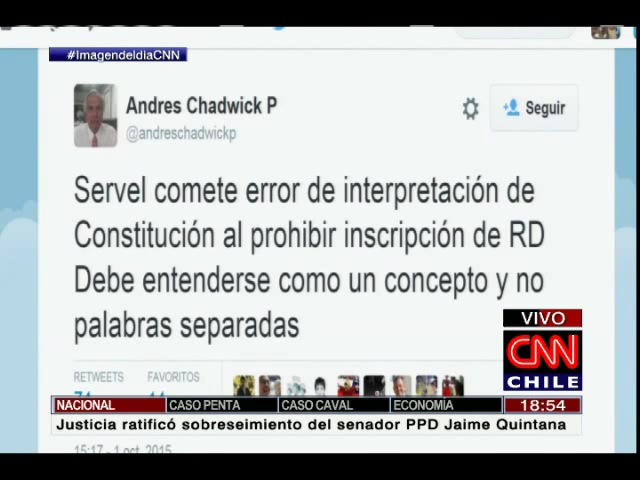 #ImagendeldiaCNN
Andres Chadwick P
@andreschadwickp
Seguir
Servel comete error de interpretación de
Constitución al prohibir inscripción de RD
Debe entenderse como un concepto y no
palabras separadas
VIVO
CNN
CHILE
RETWEETS FAVORITOS
NACIONAL CASO PENTA CASO CAVAL ECONOMÍA 18:54
Justicia ratificó sobreseimiento del senador PPD Jaime Quintana
15:17 - 1 oct. 2015